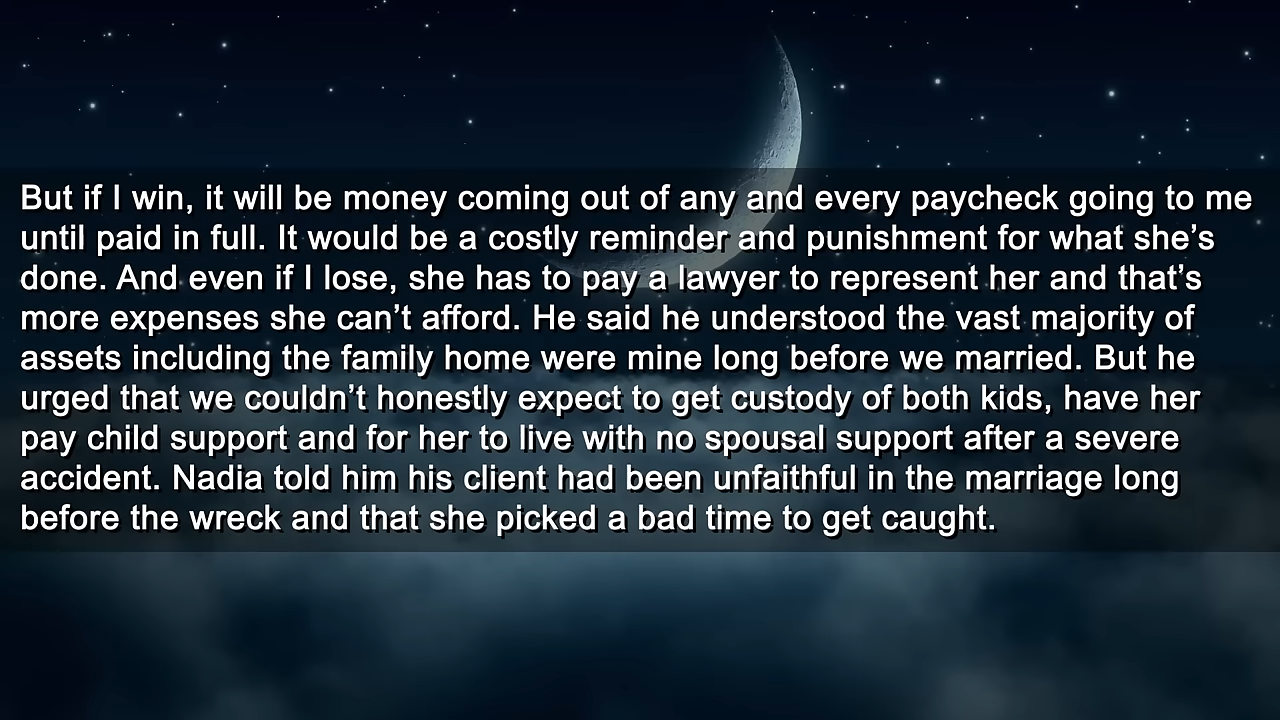 But if I win, it will be money coming out of any and every paycheck going to me
until paid in full. It would be a costly reminder and punishment for what she’s
done. And even if I lose, she has to pay a lawyer to represent her and that’s
more expenses she can’t afford. He said he understood the vast majority of
assets including the family home were mine long before we married. But he
urged that we couldn’t honestly expect to get custody of both kids, have her
pay child support and for her to live with no spousal support after a severe
accident. Nadia told him his client had been unfaithful in the marriage long
before the wreck and that she picked a bad time to get caught.